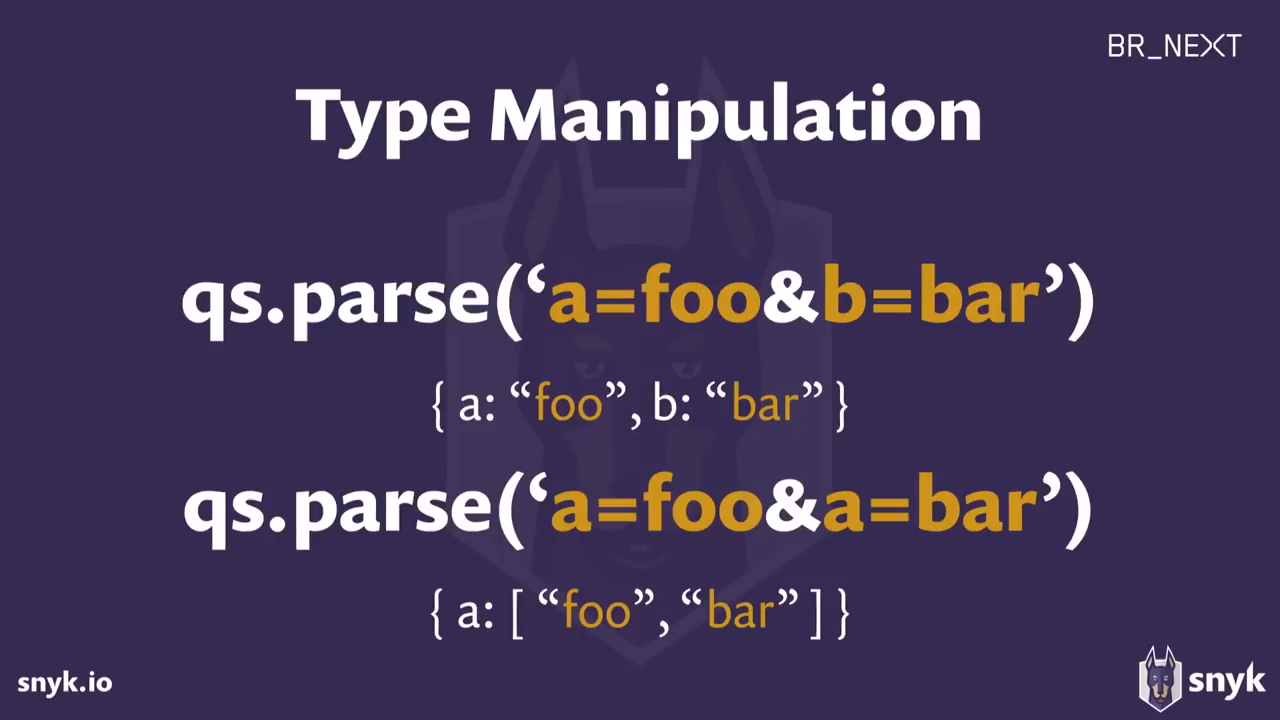 BR_NEXT
Type Manipulation
qs.parse(‘a=foo&b=bar’)
{ a: “foo”, b: “bar” }
qs.parse(‘a=foo&a=bar’)
{ a: [ “foo”, “bar” ] }
snyk.io
snyk